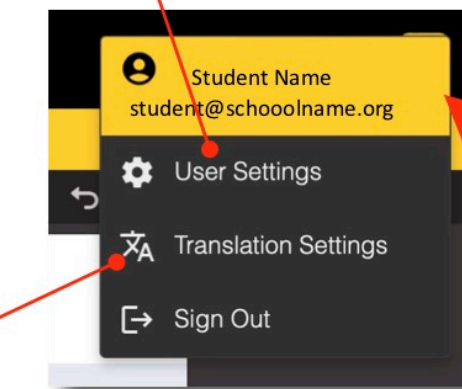 Student Name
student@schooolname.org
User Settings
Translation Settings
Sign Out